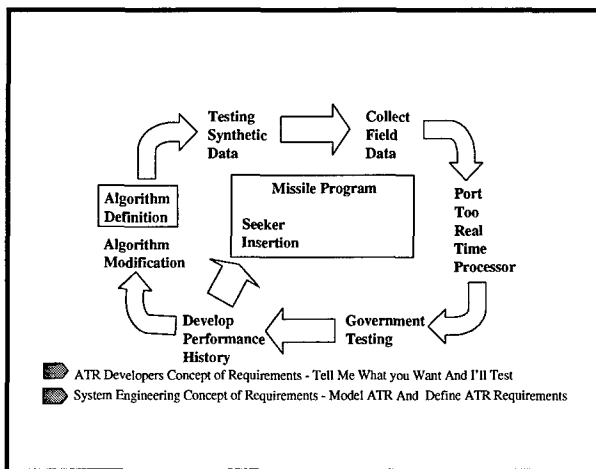 Testing
Synthetic
Data
Collect
Field
Data
Algorithm
Definition
Missile Program
Seeker
Insertion
Port
Too
Real
Time
Processor
Algorithm
Modification
Develop
Performance
History
Government
Testing
ATR Developers Concept of Requirements - Tell Me What you Want And I'll Test
System Engineering Concept of Requirements - Model ATR And Define ATR Requirements